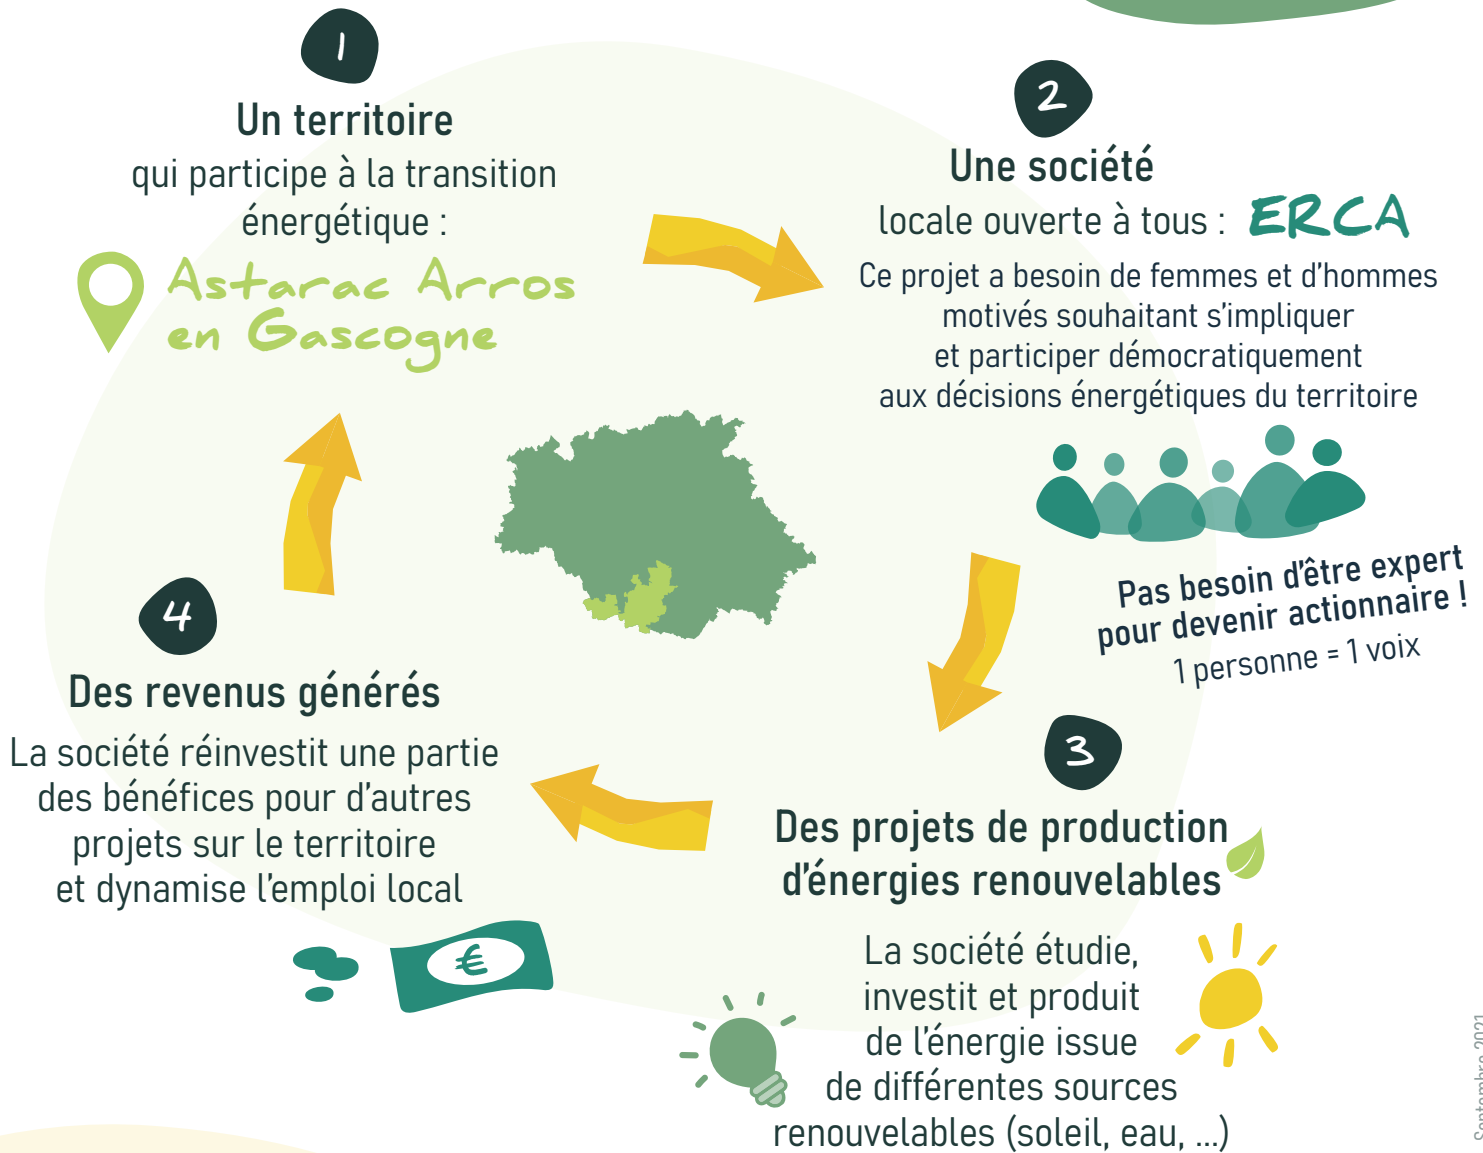 1
Un territoire
qui participe à la transition
énergétique :
Astarac Arros
en Gascogne
2
Une société
locale ouverte à tous : ERCA
Ce projet a besoin de femmes et d'hommes
motivés souhaitant s'impliquer
et participer démocratiquement
aux décisions énergétiques du territoire
Pas besoin d'être expert
pour devenir actionnaire !
1 personne = 1 voix
3
Des projets de production
d'énergies renouvelables
La société étudie,
investit et produit
de l'énergie issue
de différentes sources
renouvelables (soleil, eau, ...)
4
Des revenus générés
La société réinvestit une partie
des bénéfices pour d'autres
projets sur le territoire
et dynamise l'emploi local
€
Septembre 2021